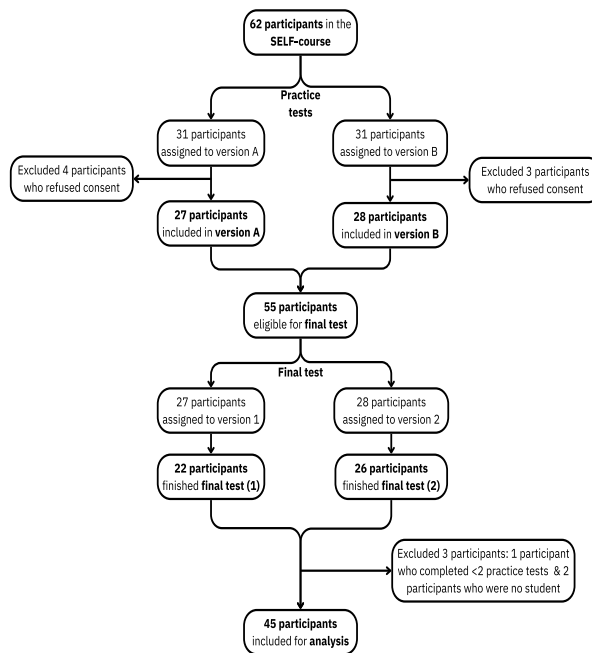 62 participants in the
SELF-course
Practice
tests
31 participants
assigned to version A
31 participants
assigned to version B
Excluded 4 participants
who refused consent
Excluded 3 participants
who refused consent
27 participants
included in version A
28 participants
included in version B
55 participants
eligible for final test
Final test
27 participants
assigned to version 1
28 participants
assigned to version 2
22 participants
finished final test (1)
26 participants
finished final test (2)
Excluded 3 participants: 1 participant
who completed <2 practice tests & 2
participants who were no student
45 participants
included for analysis